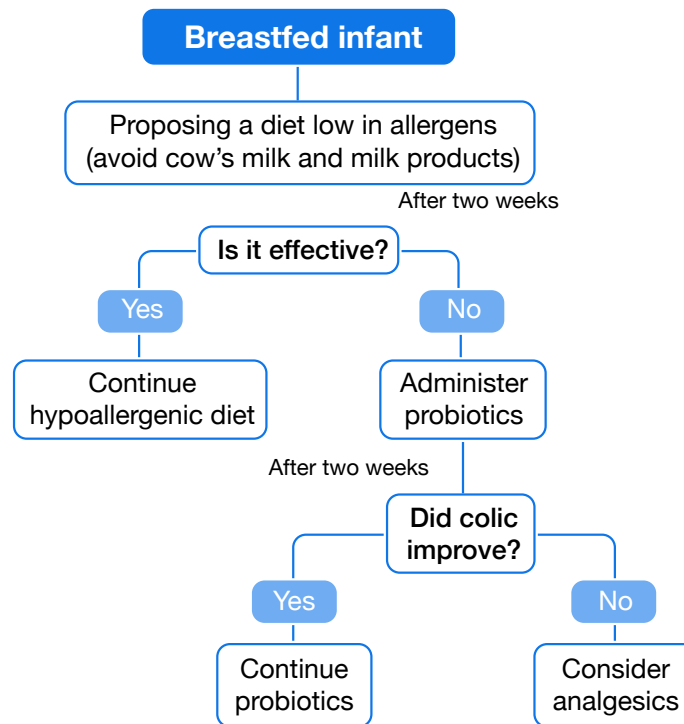 Breastfed infant
Proposing a diet low in allergens
(avoid cow’s milk and milk products)
After two weeks
Is it effective?
Yes
No
Continue
hypoallergenic diet
Administer
probiotics
After two weeks
Did colic
improve?
Yes
No
Continue
probiotics
Consider
analgesics